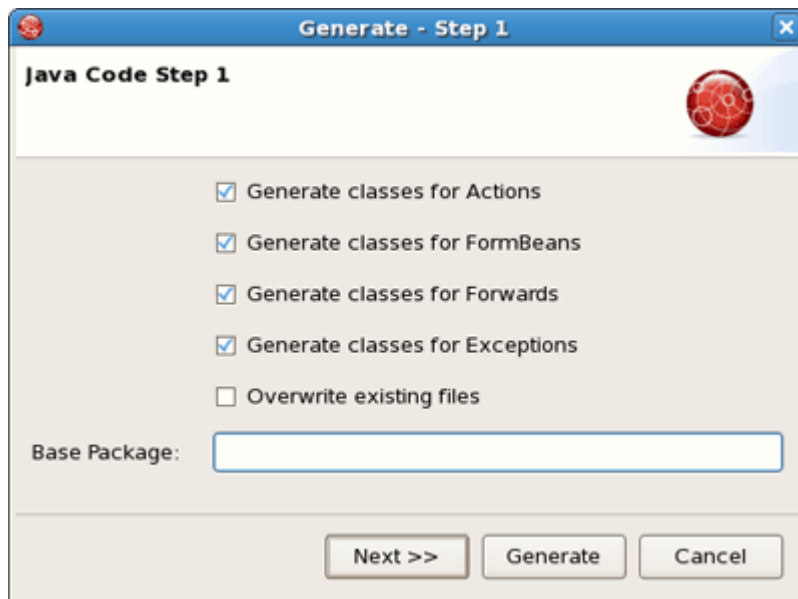 Generate - Step 1
Java Code Step 1
Generate classes for Actions
Generate classes for FormBeans
Generate classes for Forwards
Generate classes for Exceptions
Overwrite existing files
Base Package:
Next >> Generate Cancel